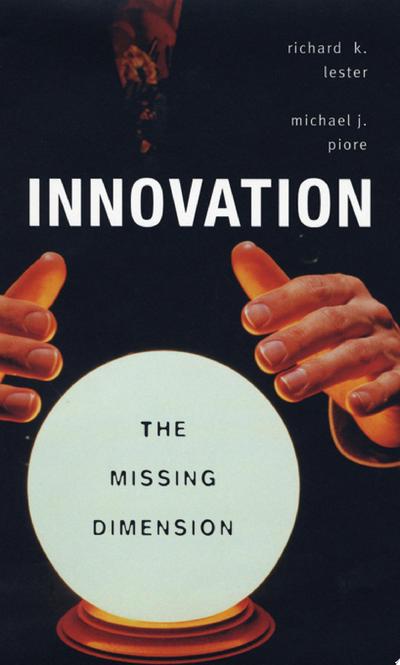 richard k.
lester
michael j.
piore
INNOVATION
THE
MISSING
DIMENSION